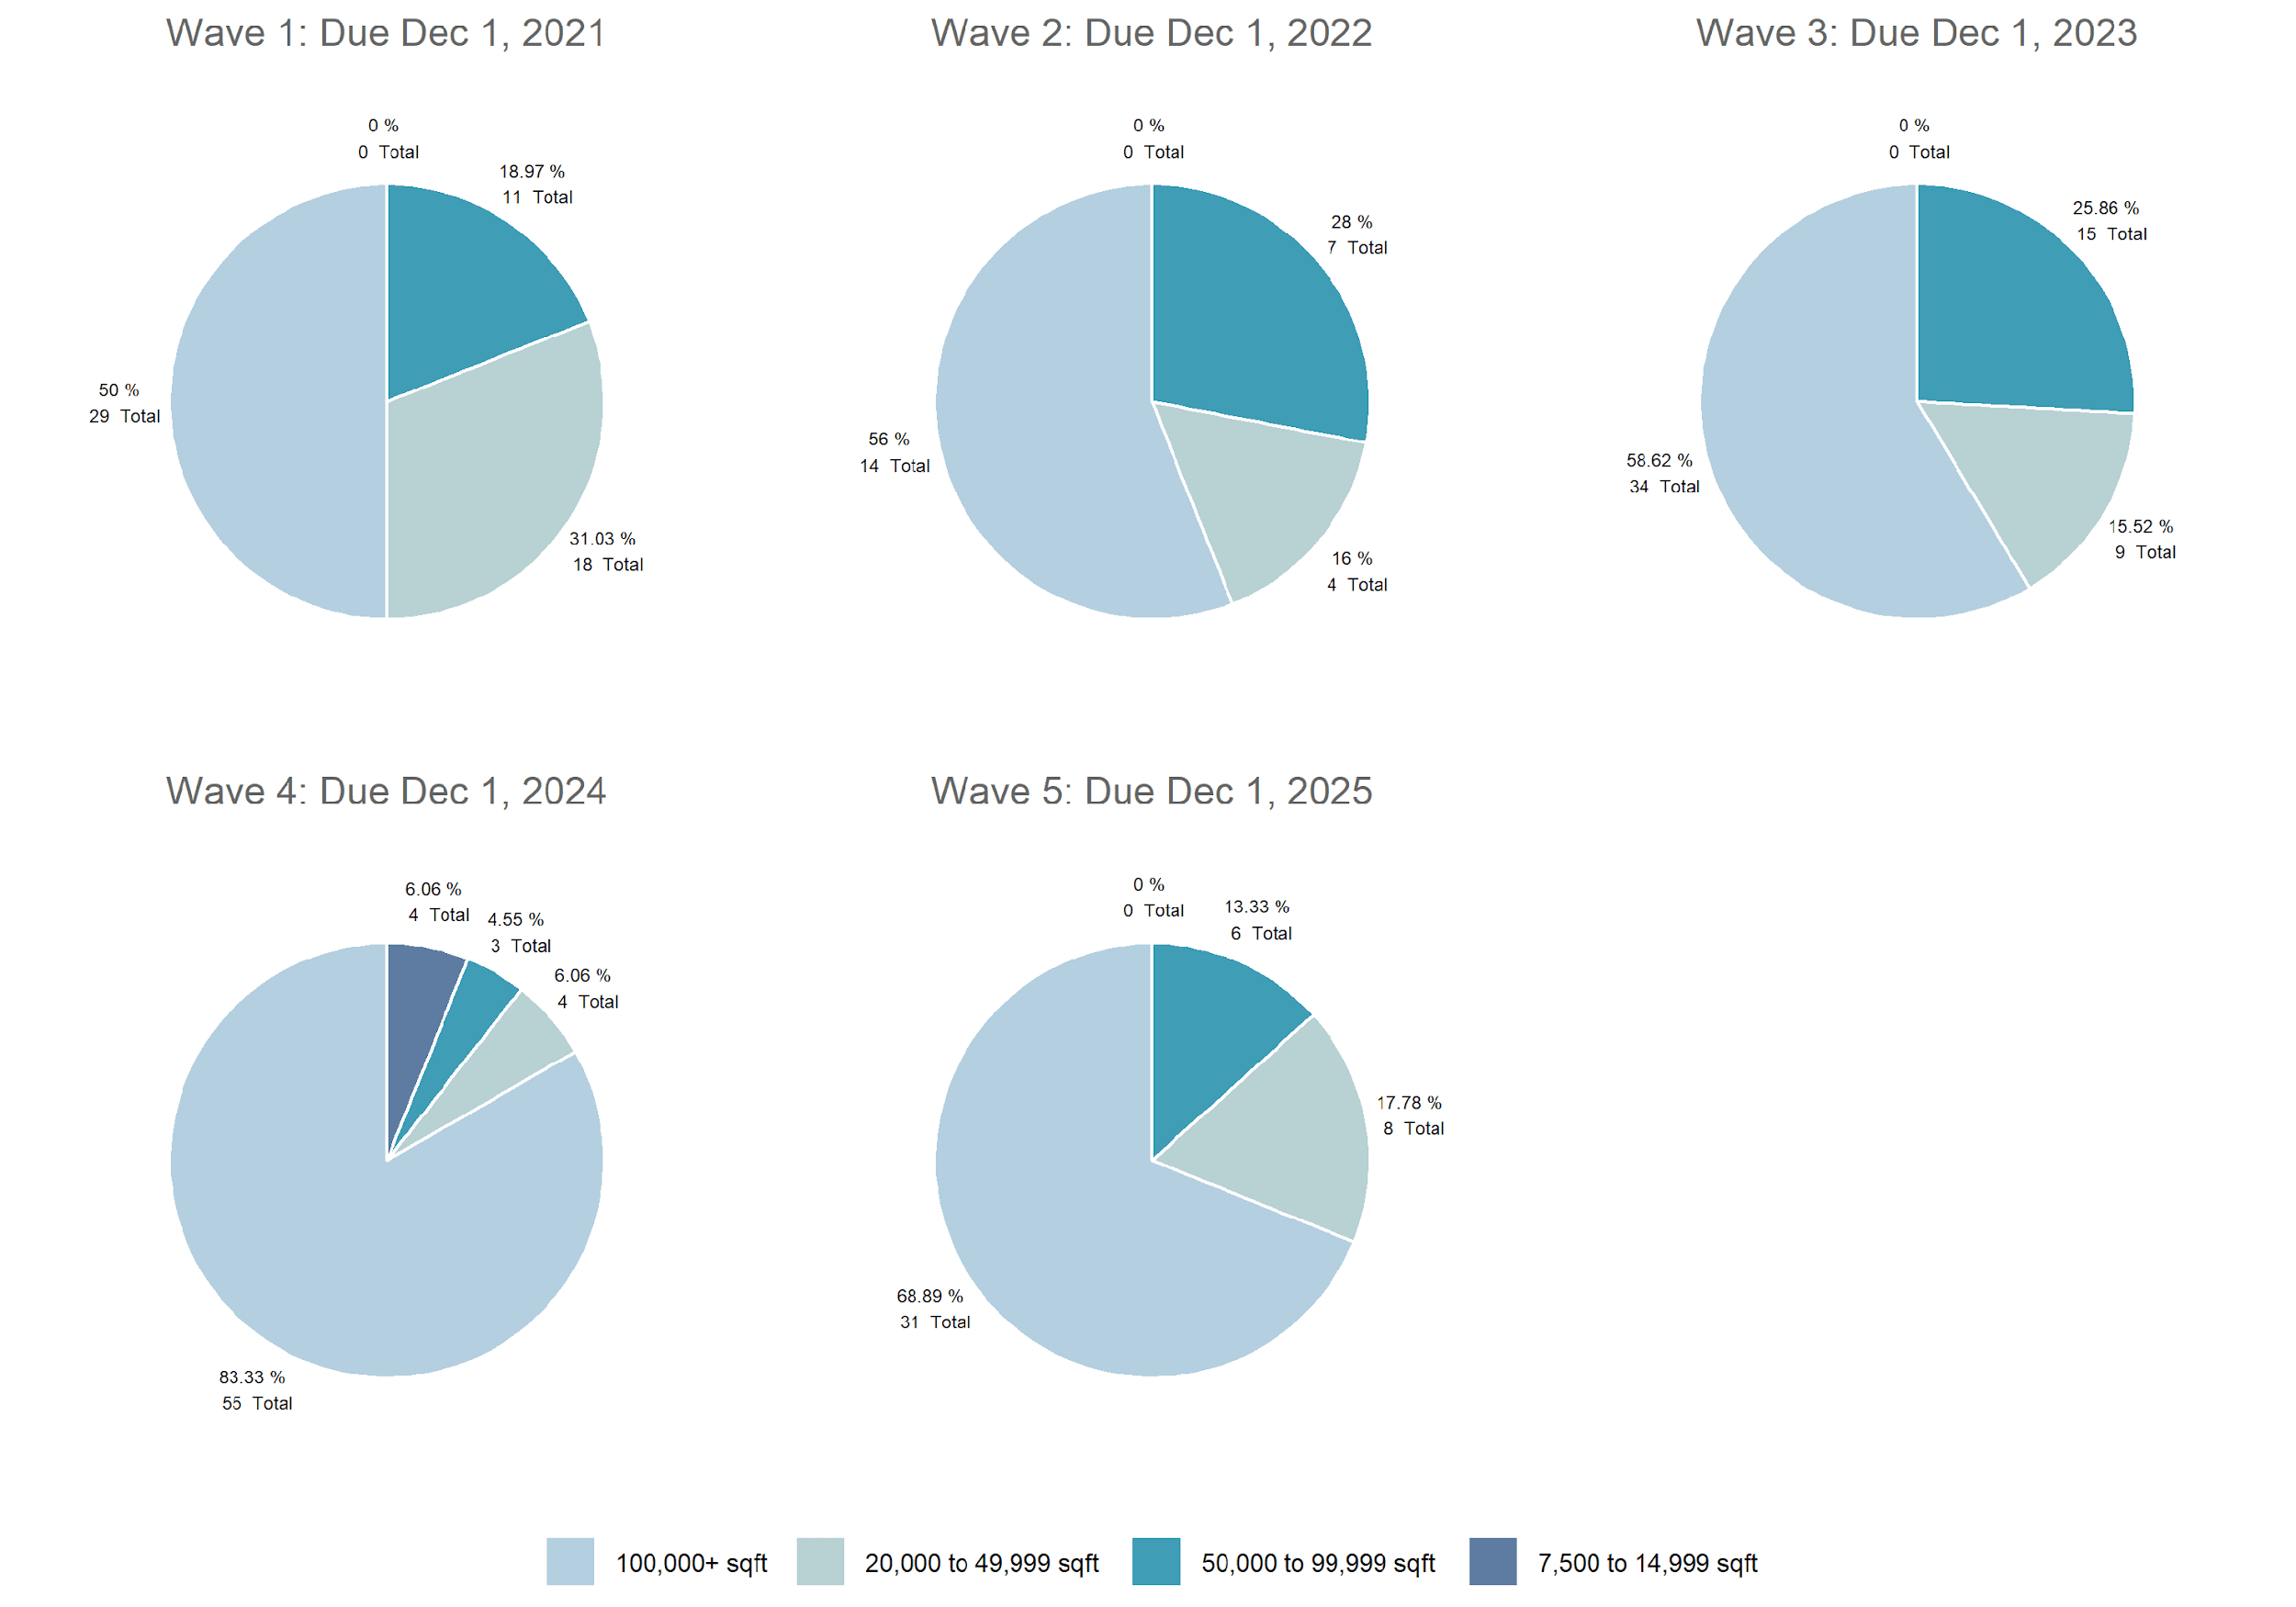 Wave 1: Due Dec 1, 2021
0 %
0 Total
18.97 %
11 Total
50 %
29 Total
31.03 %
18 Total
Wave 2: Due Dec 1, 2022
0 %
0 Total
28 %
7 Total
56 %
14 Total
16 %
4 Total
Wave 3: Due Dec 1, 2023
0 %
0 Total
25.86 %
15 Total
58.62 %
34 Total
15.52 %
9 Total
Wave 4: Due Dec 1, 2024
6.06 %
4 Total
4.55 %
3 Total
6.06 %
4 Total
83.33 %
55 Total
Wave 5: Due Dec 1, 2025
0 %
0 Total
13.33 %
6 Total
17.78 %
8 Total
68.89 %
31 Total
100,000+ sqft
20,000 to 49,999 sqft
50,000 to 99,999 sqft
7,500 to 14,999 sqft